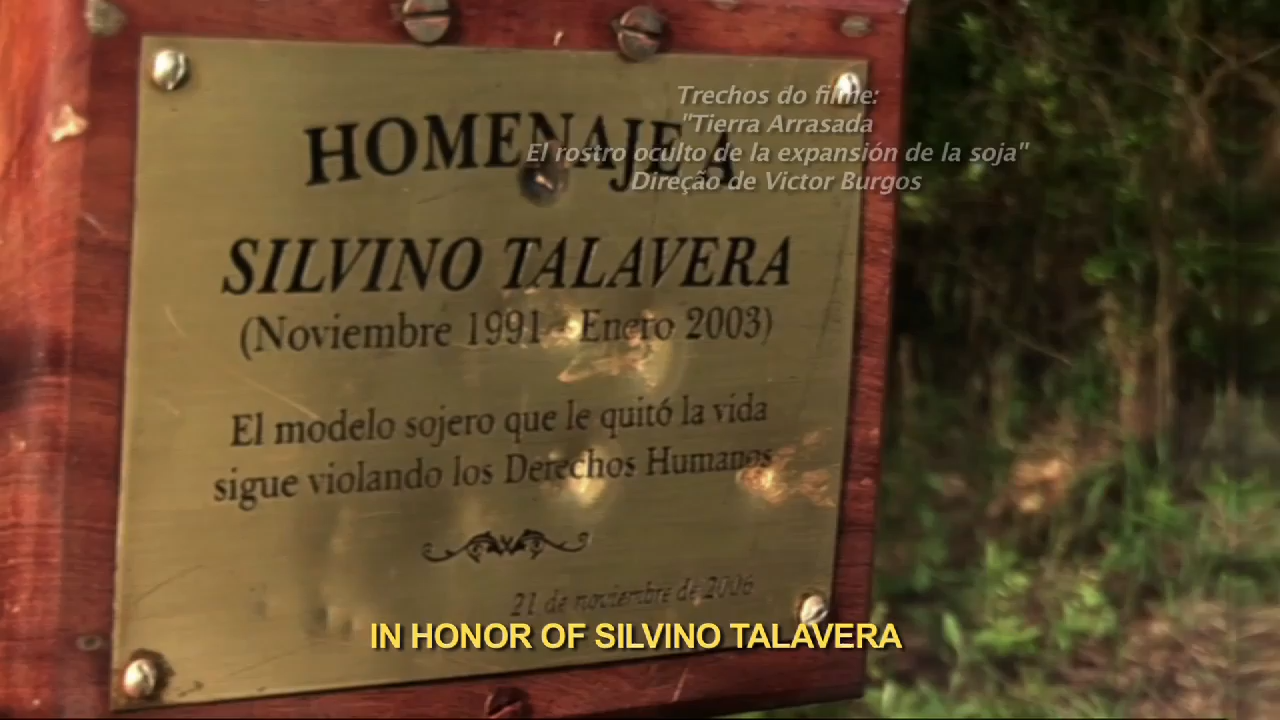 Trechos do filme:
"Tierra Arrasada
El rostro oculto de la expansión de la soja"
Direção de Victor Burgos
HOMENAJE A
SILVINO TALAVERA
(Noviembre 1991 - Enero 2003)
El modelo sojero que le quitó la vida
sigue violando los Derechos Humanos
21 de noviembre de 2006
IN HONOR OF SILVINO TALAVERA